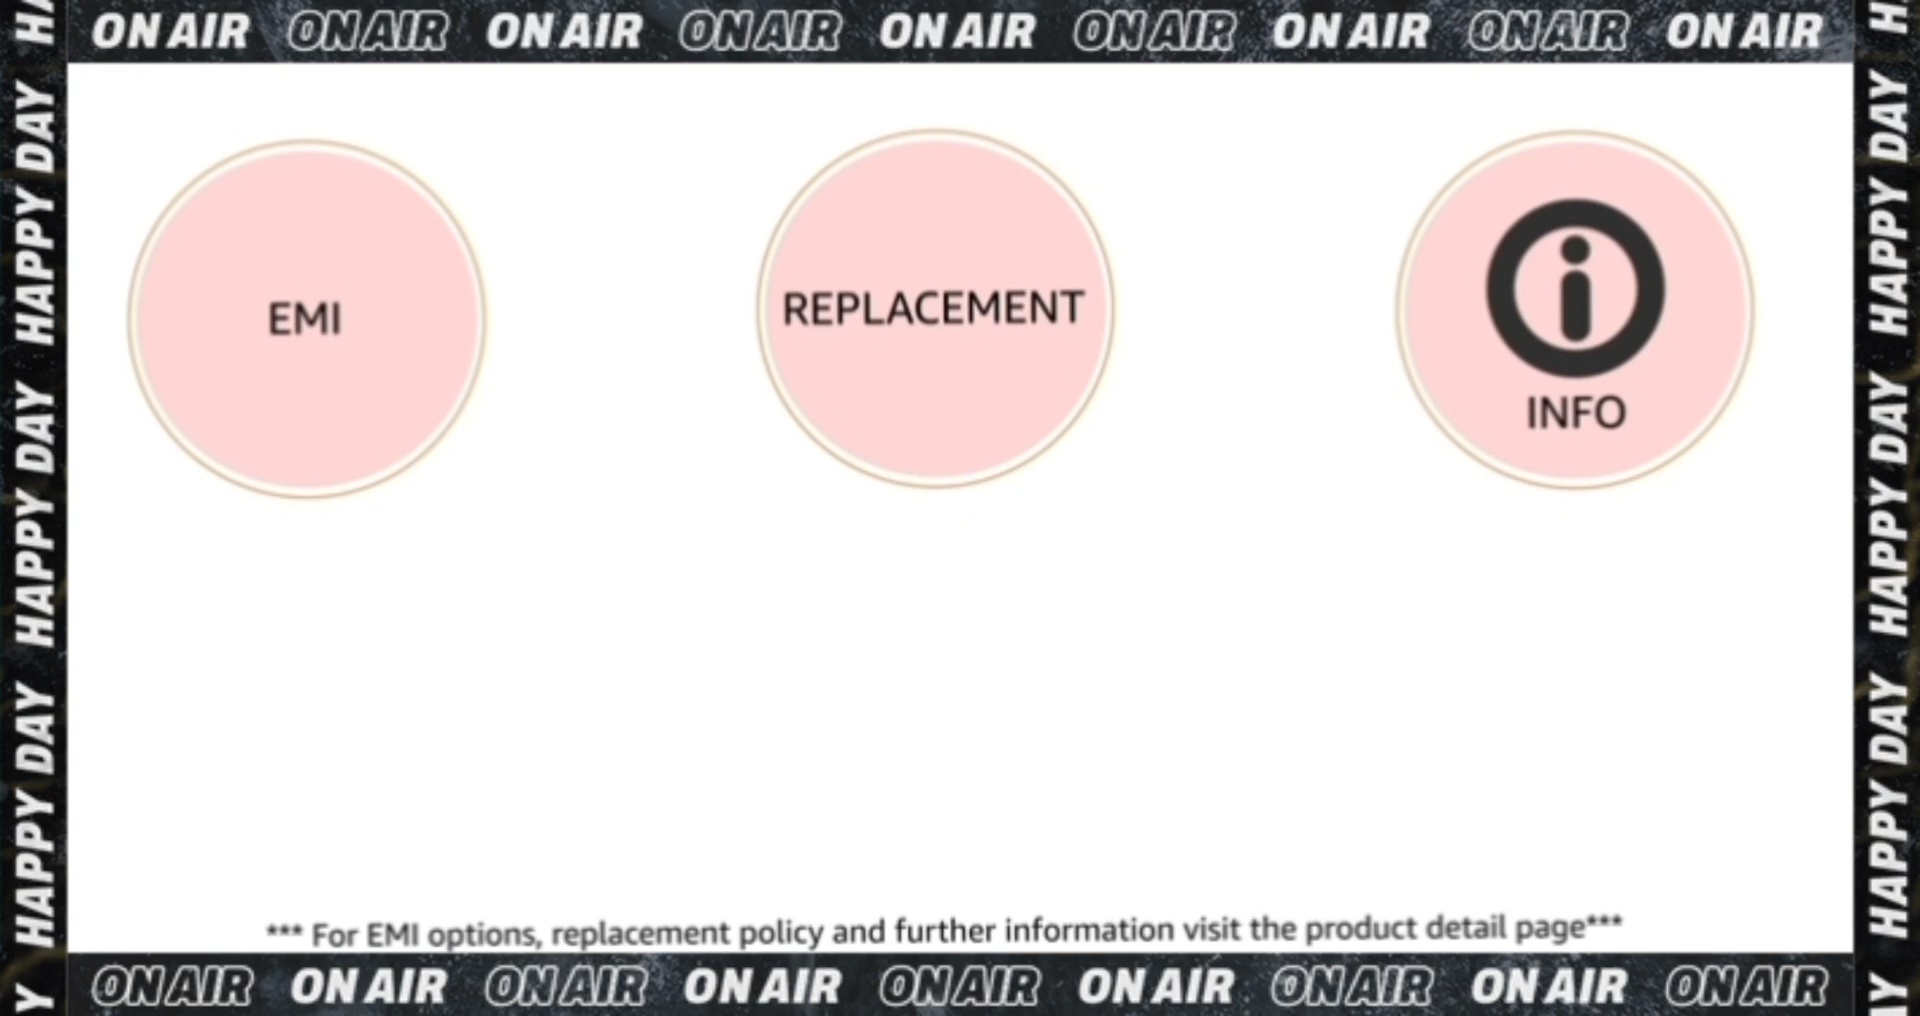 ON AIR ON AIR ON AIR ON AIR ON AIR ON AIR ON AIR ON AIR ON AIR
HAPPY DAY HAPPY DAY HAPPY DAY
EMI
REPLACEMENT
INFO
HAPPY DAY HAPPY DAY HAPPY DAY
*** For EMI options, replacement policy and further information visit the product detail page***
ON AIR ON AIR ON AIR ON AIR ON AIR ON AIR ON AIR ON AIR ON AIR